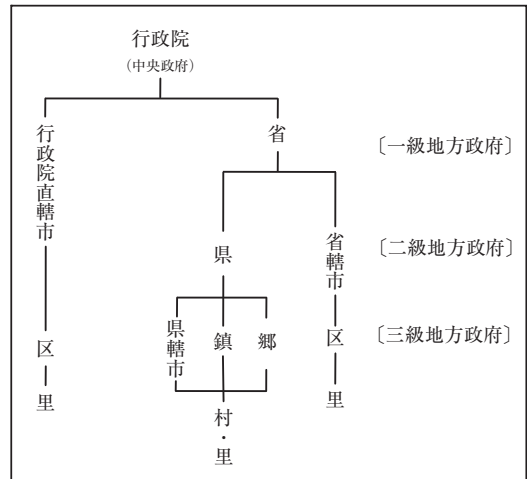 行政院
（中央政府）
行政院直轄市
省
〔一級地方政府〕
県
省轄市
〔二級地方政府〕
区
県轄市
鎮
郷
区
〔三級地方政府〕
里
村・里
里